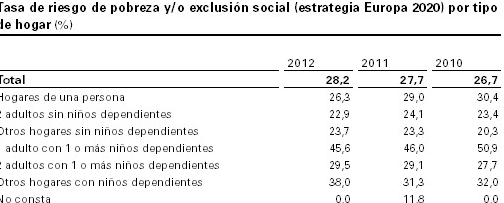 Tasa de riesgo de pobreza y/o exclusión social (estrategia Europa 2020) por tipo
de hogar (%)
2012 2011 2010
Total 28,2 27,7 26,7
Hogares de una persona 26,3 29,0 30,4
2 adultos sin niños dependientes 22,9 24,1 23,4
Otros hogares sin niños dependientes 23,7 23,3 20,3
1 adulto con 1 o más niños dependientes 45,6 46,0 50,9
2 adultos con 1 o más niños dependientes 29,5 29,1 27,7
Otros hogares con niños dependientes 38,0 31,3 32,0
No consta 0,0 11,8 0,0